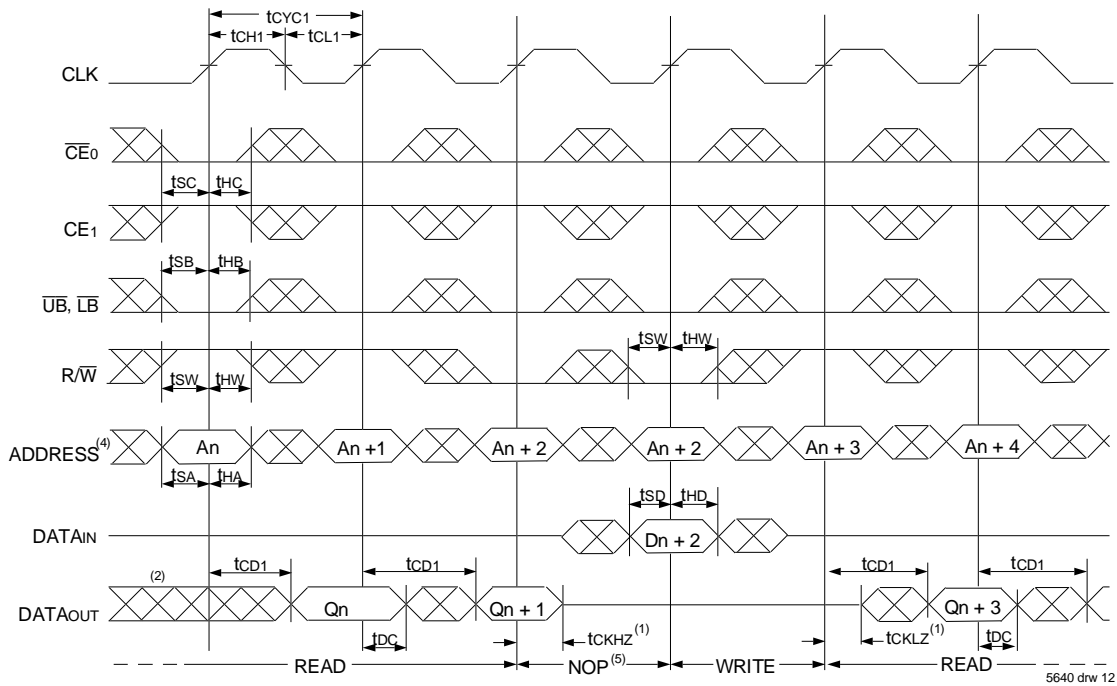 tCYC1
tCH1 tCL1
CLK
CE0
tSC tHC
CE1
tSB tHB
UB, LB
tSW tHW
R/W
tSW tHW
ADDRESS(4) An An +1 An + 2 An + 2 An + 3 An + 4
tSA tHA
tSD tHD
DATAIN Dn + 2
(2) tCD1 tCD1 tCD1 tCD1
DATAOUT Qn Qn + 1 Qn + 3
tDC tCKHZ(1) tCKLZ(1) tDC
READ NOP(5) WRITE READ
5640 drw 12